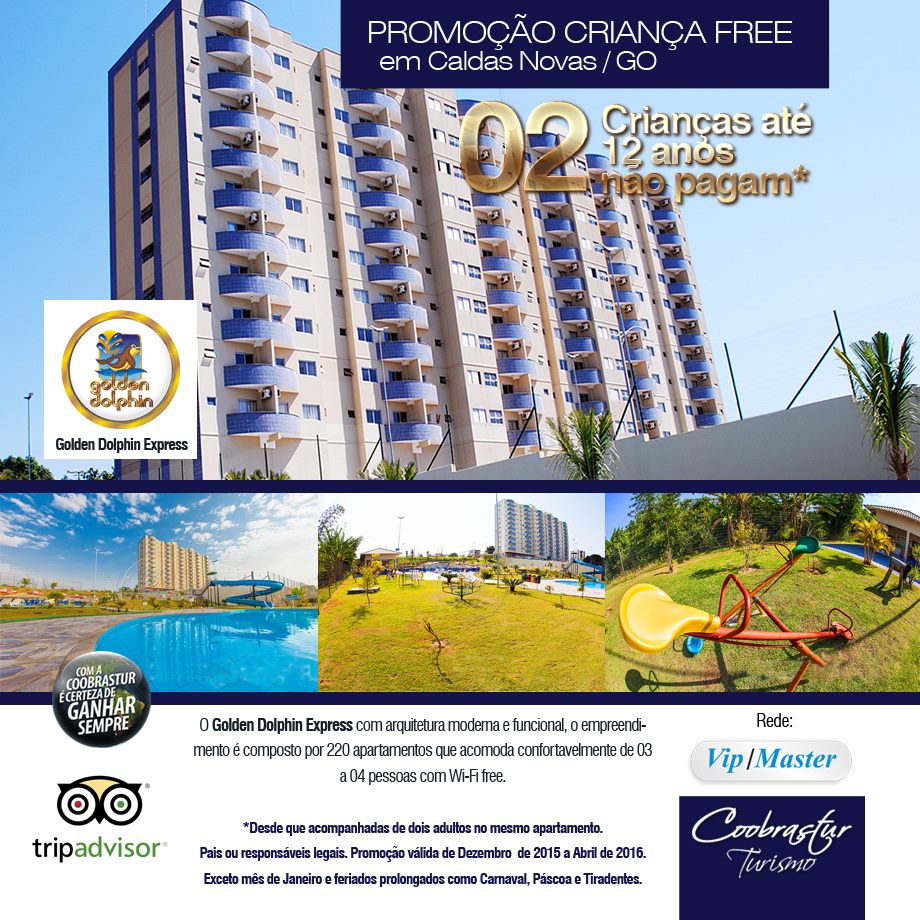 PROMOÇÃO CRIANÇA FREE
em Caldas Novas / GO
02 Crianças até
12 anos
não pagam*
golden
dolphin
Golden Dolphin Express
COM A
COOBRASTUR
É CERTEZA DE
GANHAR
SEMPRE
O Golden Dolphin Express com arquitetura moderna e funcional, o empreendi-
mento é composto por 220 apartamentos que acomoda confortavelmente de 03
a 04 pessoas com Wi-Fi free.
Rede:
Vip/Master
tripadvisor®
*Desde que acompanhadas de dois adultos no mesmo apartamento.
Pais ou responsáveis legais. Promoção válida de Dezembro de 2015 a Abril de 2016.
Exceto mês de Janeiro e feriados prolongados como Carnaval, Páscoa e Tiradentes.
Coobrastur
Turismo